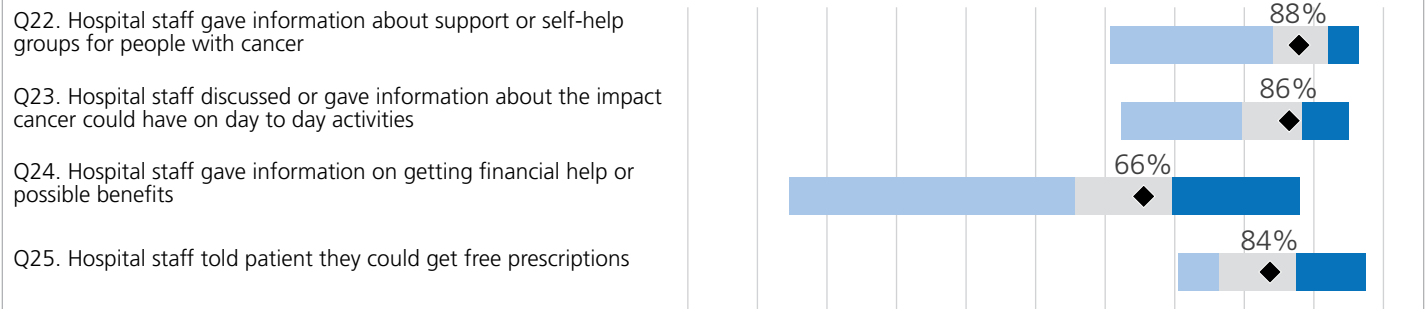 Q22. Hospital staff gave information about support or self-help
groups for people with cancer
88%
Q23. Hospital staff discussed or gave information about the impact
cancer could have on day to day activities
86%
Q24. Hospital staff gave information on getting financial help or
possible benefits
66%
Q25. Hospital staff told patient they could get free prescriptions
84%